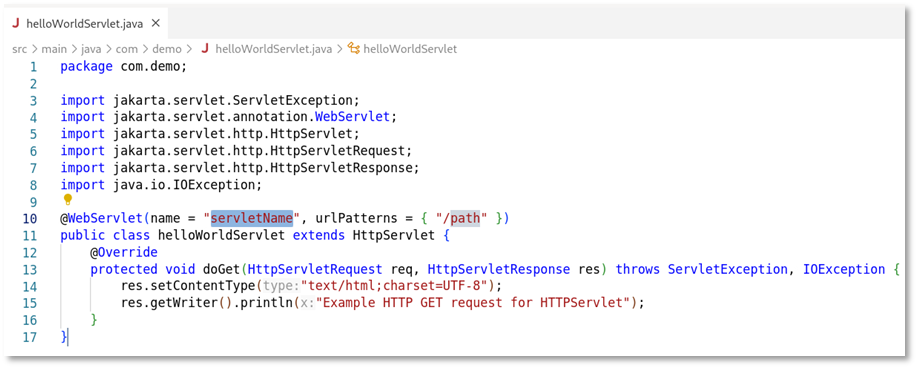 J helloWorldServlet.java ×
src > main > java > com > demo > J helloWorldServlet.java > helloWorldServlet
1 package com.demo;
2
3 import jakarta.servlet.ServletException;
4 import jakarta.servlet.annotation.WebServlet;
5 import jakarta.servlet.http.HttpServlet;
6 import jakarta.servlet.http.HttpServletRequest;
7 import jakarta.servlet.http.HttpServletResponse;
8 import java.io.IOException;
9
10 @WebServlet(name = "servletName", urlPatterns = { "/path" })
11 public class helloWorldServlet extends HttpServlet {
12 @Override
13 protected void doGet(HttpServletRequest req, HttpServletResponse res) throws ServletException, IOException {
14 res.setContentType(type:"text/html;charset=UTF-8");
15 res.getWriter().println(x:"Example HTTP GET request for HTTPServlet");
16 }
17 }